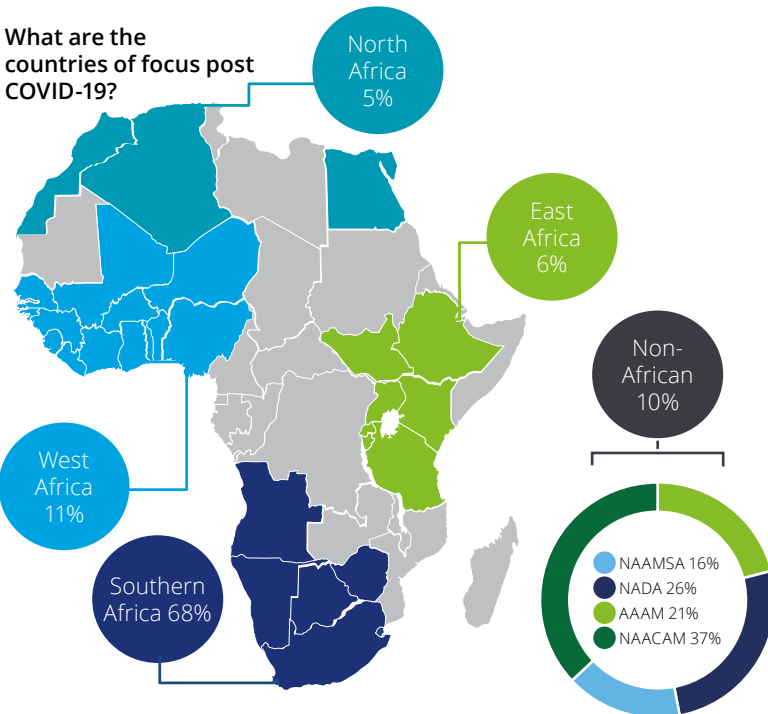 What are the
countries of focus post
COVID-19?
North
Africa
5%
East
Africa
6%
Non-
African
10%
West
Africa
11%
Southern
Africa 68%
NAAMSA 16%
NADA 26%
AAAM 21%
NAACAM 37%